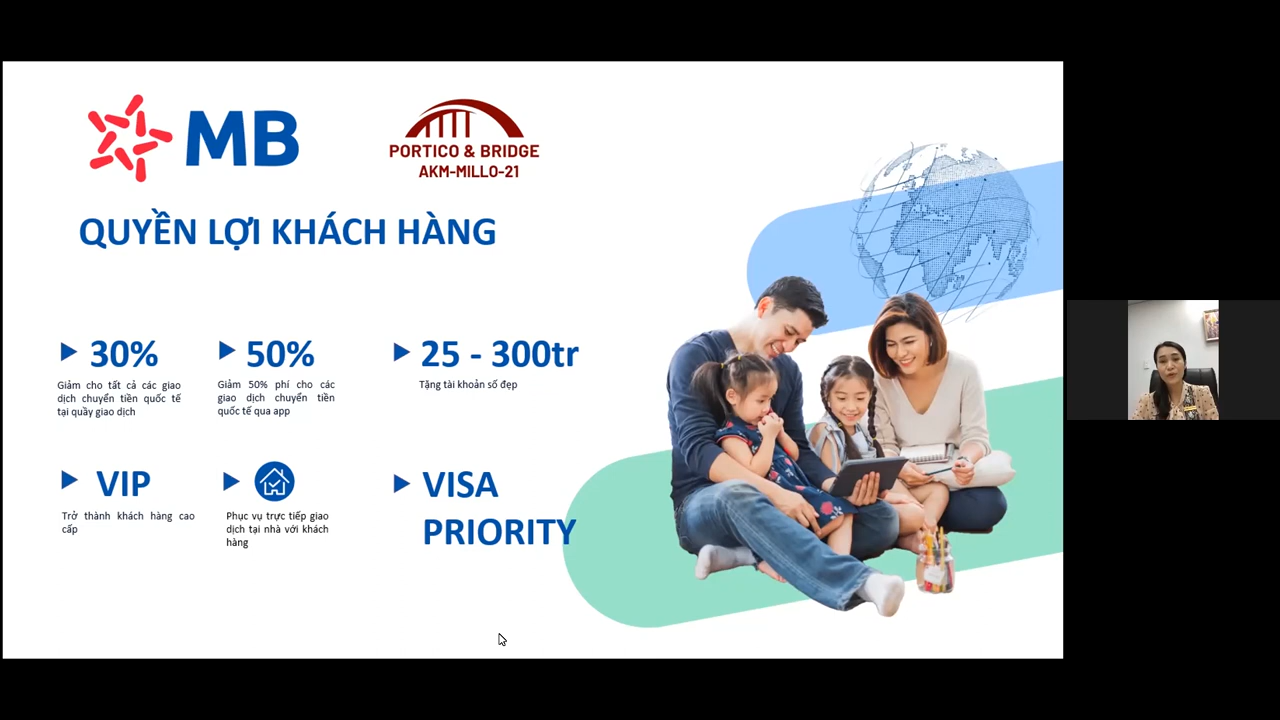 MB
PORTICO & BRIDGE
AKM-MILLO-21
QUYỀN LỢI KHÁCH HÀNG
30%
Giảm cho tất cả các giao
dịch chuyển tiền quốc tế
tại quầy giao dịch
50%
Giảm 50% phí cho các
giao dịch chuyển tiền
quốc tế qua app
25 - 300tr
Tặng tài khoản số đẹp
VIP
Trở thành khách hàng cao
cấp
Phục vụ trực tiếp giao
dịch tại nhà với khách
hàng
VISA
PRIORITY